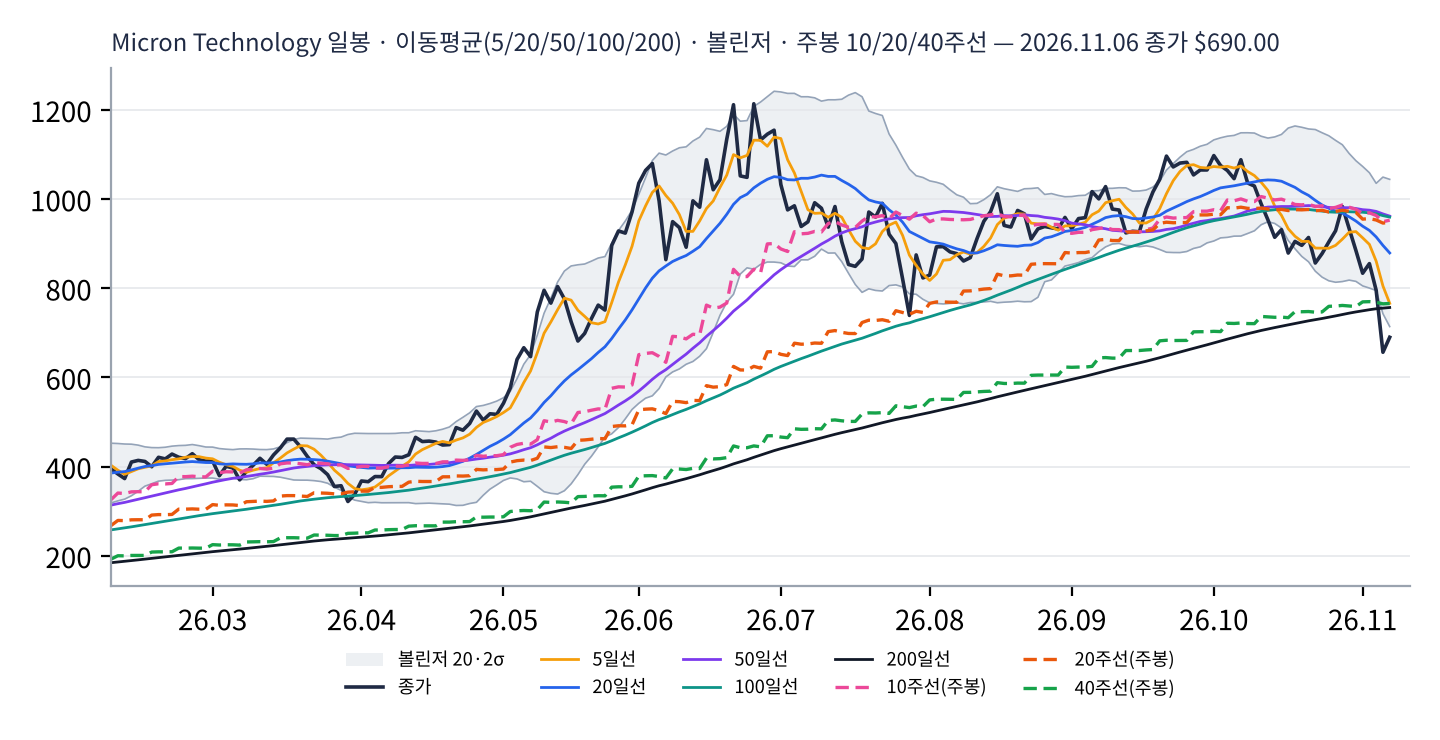 Micron Technology 일봉 · 이동평균(5/20/50/100/200) · 볼린저 · 주봉 10/20/40주선 — 2026.11.06 종가 $690.00
1200
1000
800
600
400
200
26.03 26.04 26.05 26.06 26.07 26.08 26.09 26.10 26.11
볼린저 20·2σ 5일선 50일선 200일선 20주선(주봉)
종가 20일선 100일선 10주선(주봉) 40주선(주봉)